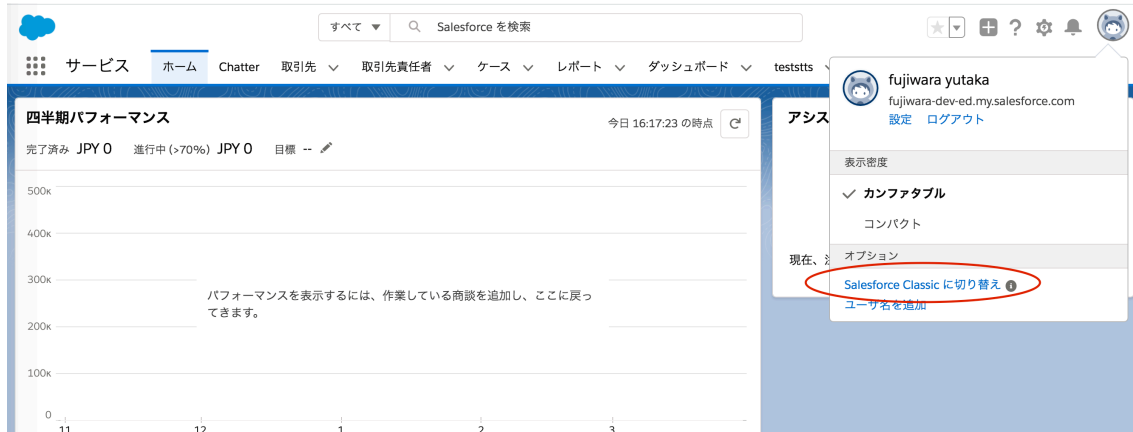 すべて
Salesforce を検索
サービス
ホーム
Chatter
取引先
取引先責任者
ケース
レポート
ダッシュボード
teststts
四半期パフォーマンス
今日 16:17:23 の時点
完了済み JPY 0 進行中 (>70%) JPY 0 目標 --
500K
400K
300K
200K
100K
0
パフォーマンスを表示するには、作業している商談を追加し、ここに戻っ
てきます。
11 12 1 2 3
アシス
現在、
fujiwara yutaka
fujiwara-dev-ed.my.salesforce.com
設定 ログアウト
表示密度
カンファタブル
コンパクト
オプション
Salesforce Classic に切り替え
ユーザ名を追加